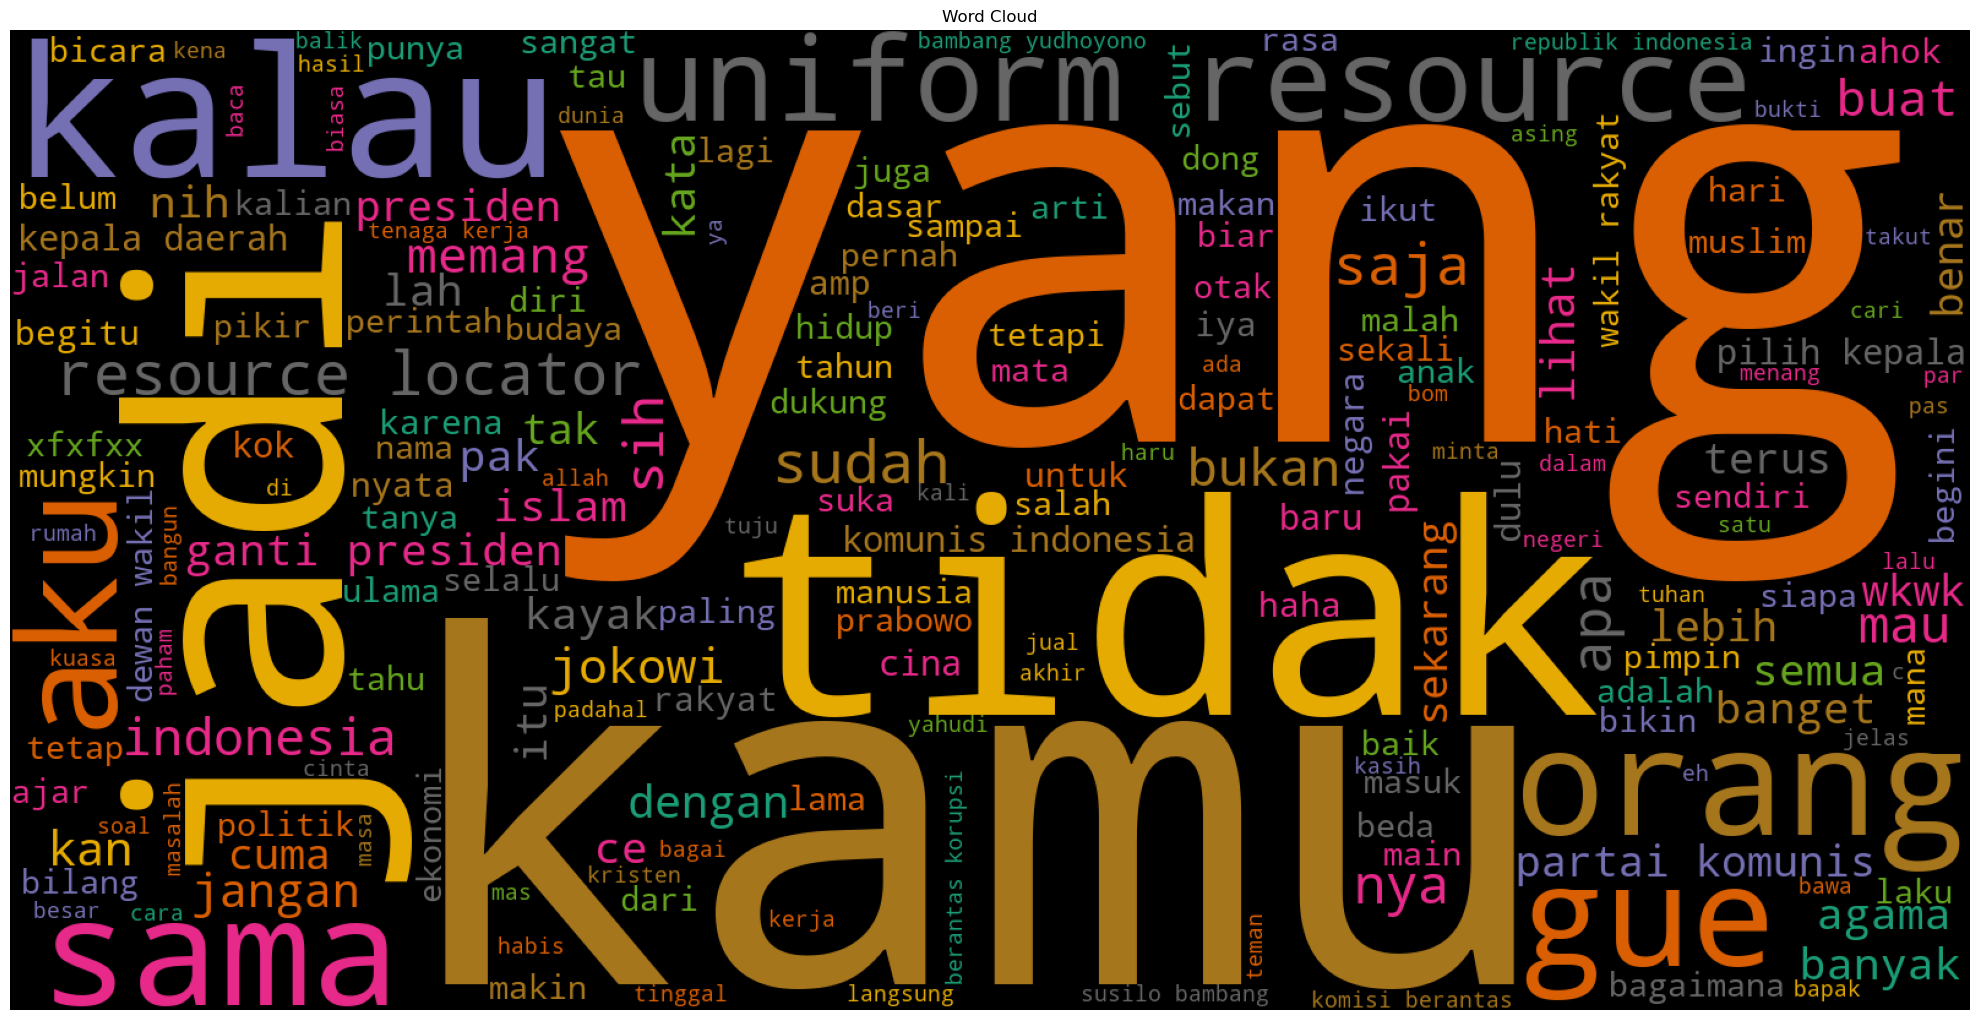 Word Cloud
bicara kena balik hasil punya sangat tau bambang yudhoyono rasa republik indonesia ingin ahok
kalau uniform resource
baca biasa dunia sebut bukti buat
yang
kata lagi juga dong asing wakil rakyat hari
belum nih kalian presiden ya dasar sampai arti makan ikut muslim takut benar
kepala daerah tenaga kerja memang pernah biar saja lihat
jalan lah diri amp beri otak malah cari
begitu pikir perintah budaya hidup tetapi iya sekali pilih kepala
resource locator tahun mata ada anak menang par
jadi
karena tak sih dukung dapat bom negara pakai hati pas
xfxfxx kok nama pak sudah haru bukan minta dalam terus begini
mungkin di nyata allah islam suka kali untuk sendiri
aku rumah dewan wakil bangun tanya tuju salah baru dulu satu
ganti presiden komunis indonesia negeri lalu
tidak
ulama selalu manusia haha sekarang apa tuhan siapa wkwk
kayak paling prabowo lebih mau
kuasa paham tahu jokowi cina jual akhir pimpin semua c mana
itu padahal rakyat adalah
kamu
indonesia yahudi bikin banget
tetap cinta baik jelas
ajar ekonomi kasih masuk orang eh
soal masalah politik masa dengan lama berantas korupsi beda
kan cuma ce bagai main partai komunis
bilang jangan mas kristen dari nya gue bawa laku
besar cara kerja agama
sama habis teman banyak
makin tinggal langsung susilo bambang komisi berantas bagaimana bapak